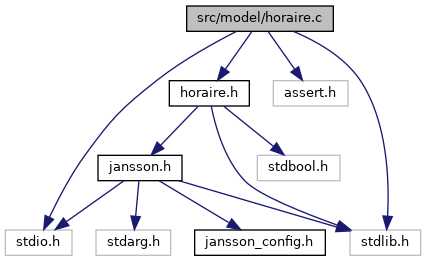 src/model/horaire.c
horaire.h
assert.h
jansson.h
stdbool.h
stdio.h
stdarg.h
jansson_config.h
stdlib.h